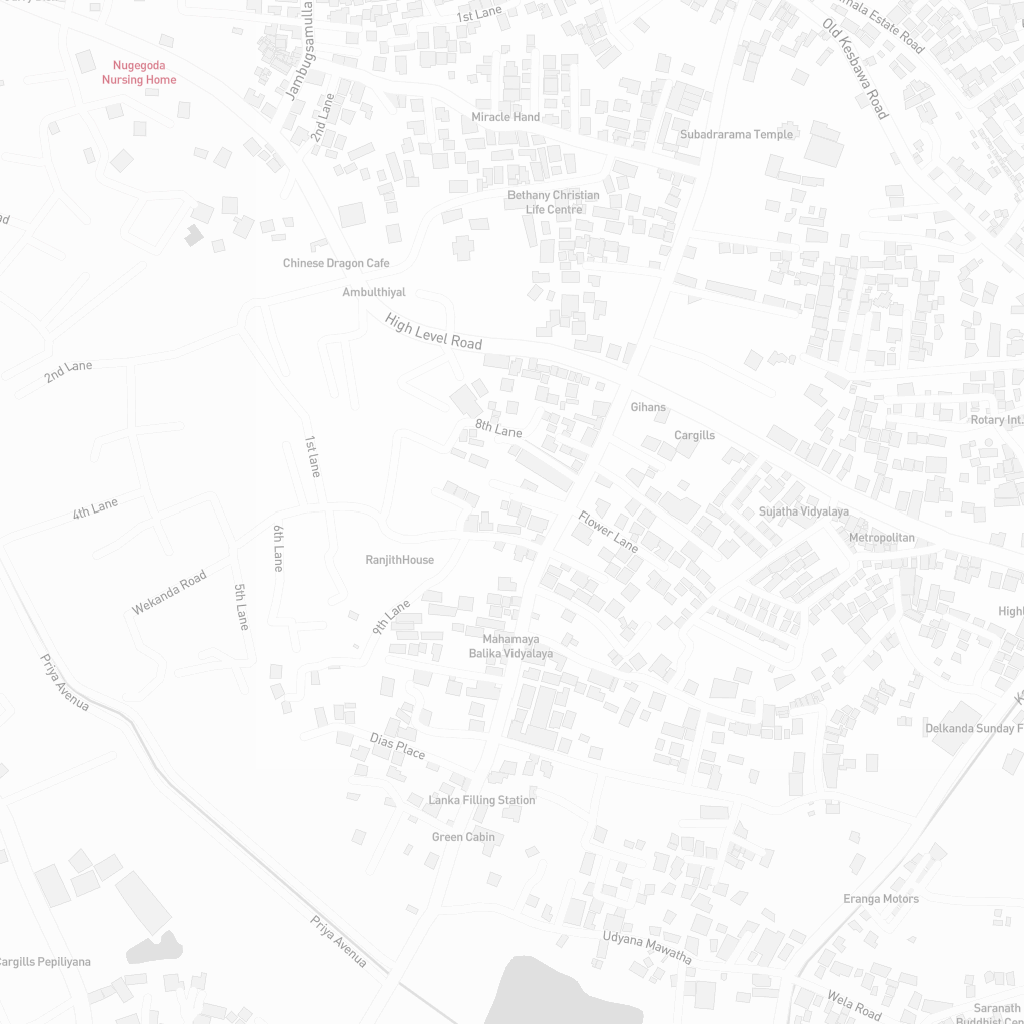 1st Lane
Old Kesbawa Road
Jambugsamulla
Nugegoda
Nursing Home
2nd Lane
Miracle Hand
Subadrarama Temple
Bethany Christian
Life Centre
Chinese Dragon Cafe
Ambulthiyal
High Level Road
2nd Lane
Gihans
Rotary Int.
8th Lane
Cargills
1st lane
4th Lane
Sujatha Vidyalaya
Flower Lane
Metropolitan
6th Lane
RanjithHouse
Wekanda Road
5th Lane
9th Lane
Mahamaya
Balika Vidyalaya
Priya Avenua
Delkanda Sunday F
Dias Place
Lanka Filling Station
Green Cabin
Eranga Motors
Priya Avenua
Udyana Mawatha
Cargills Pepiliyana
Wela Road
Saranath
Buddhist Cen